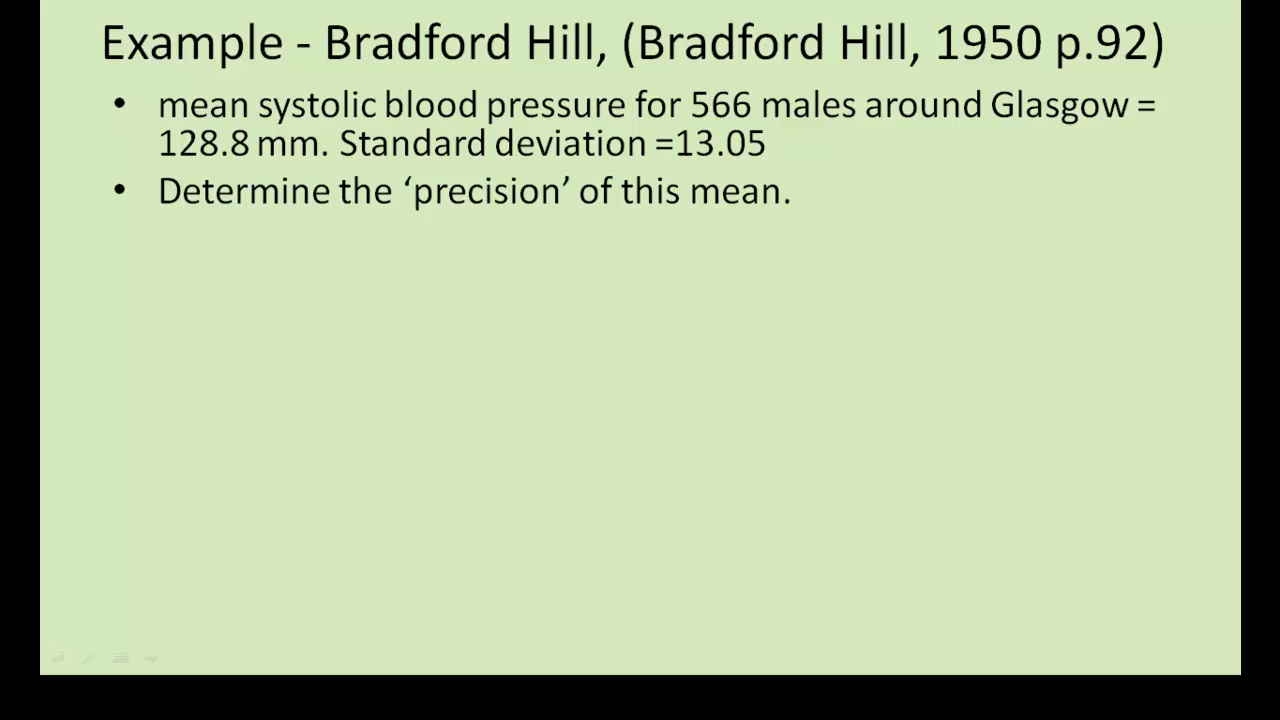 Example - Bradford Hill, (Bradford Hill, 1950 p.92)
• mean systolic blood pressure for 566 males around Glasgow =
128.8 mm. Standard deviation =13.05
• Determine the ‘precision’ of this mean.